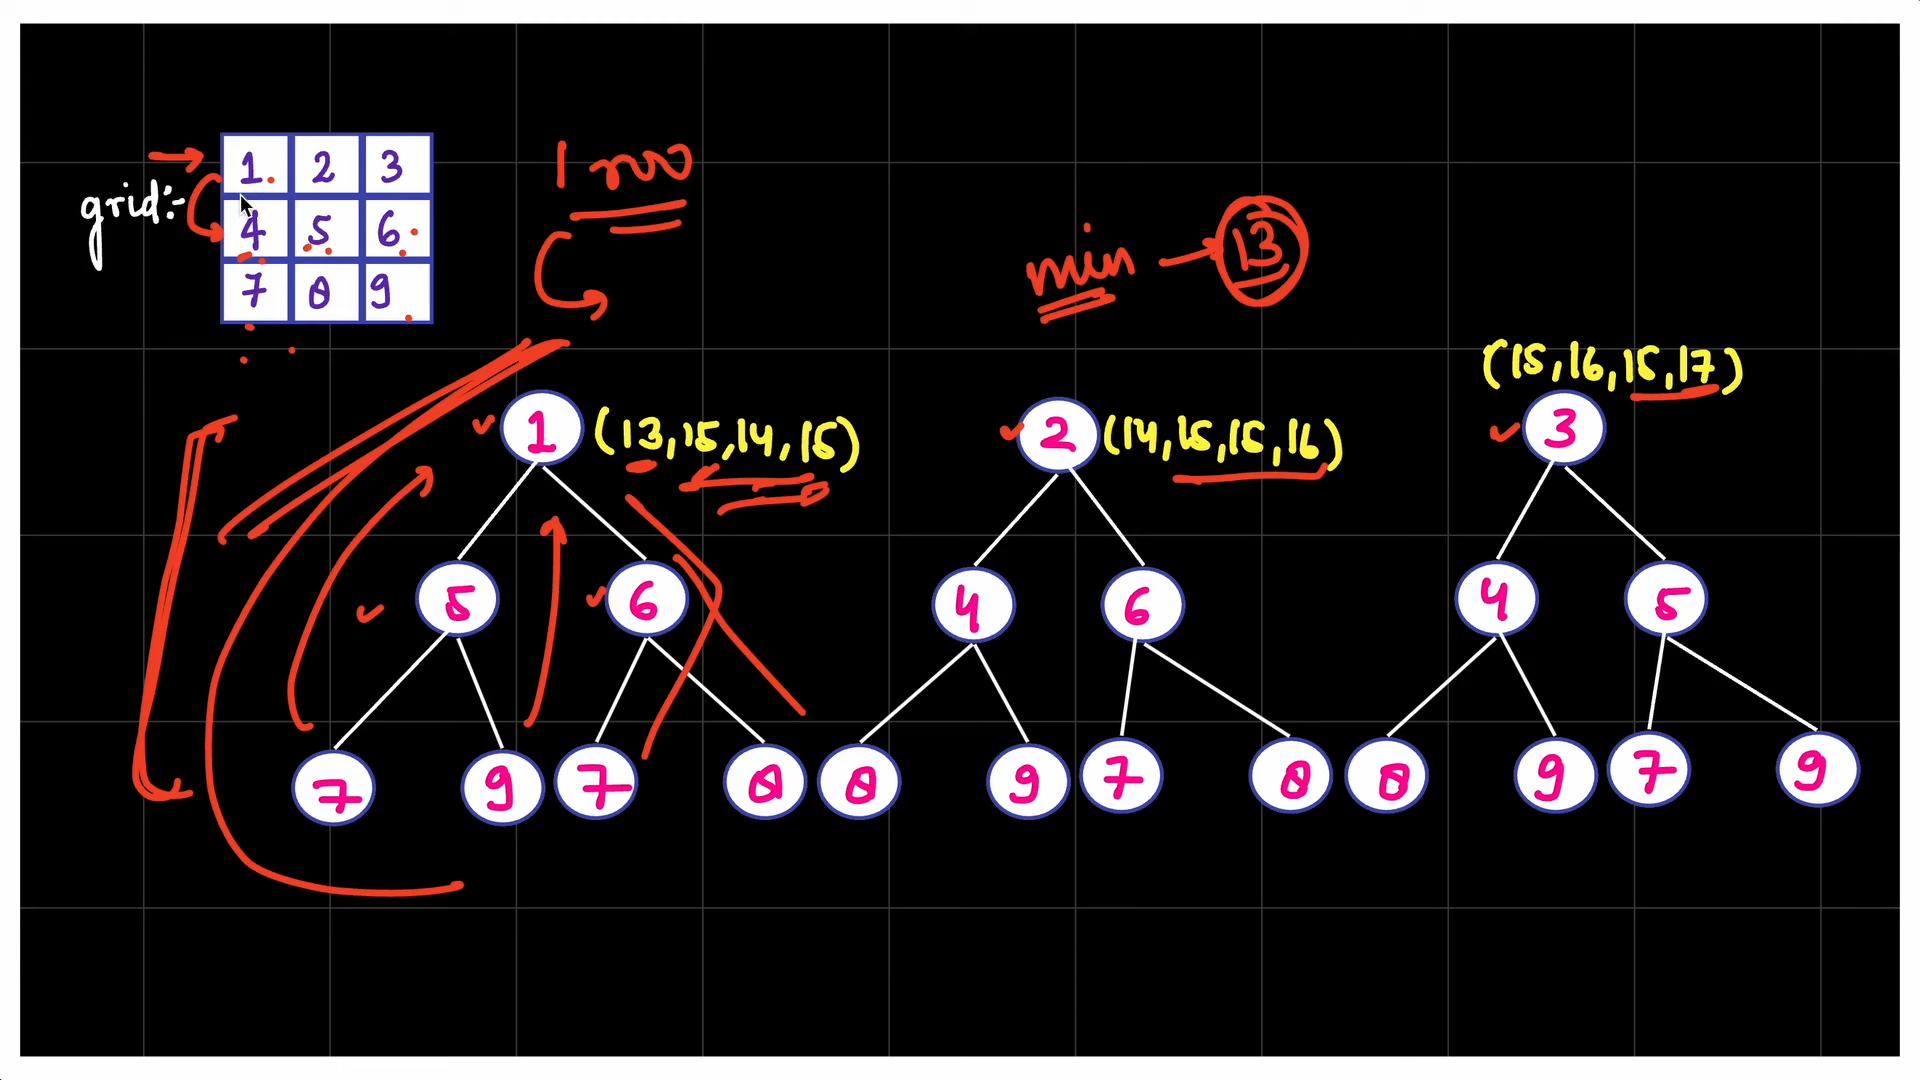 1 2 3
grid:-
4 5 6
7 8 9
1 row
min → 13
1 (13,15,14,15)
2 (14,15,15,16)
(15,16,15,17)
3
5 6 4 6 4 5
7 9 7 8 8 9 7 8 8 9 7 9